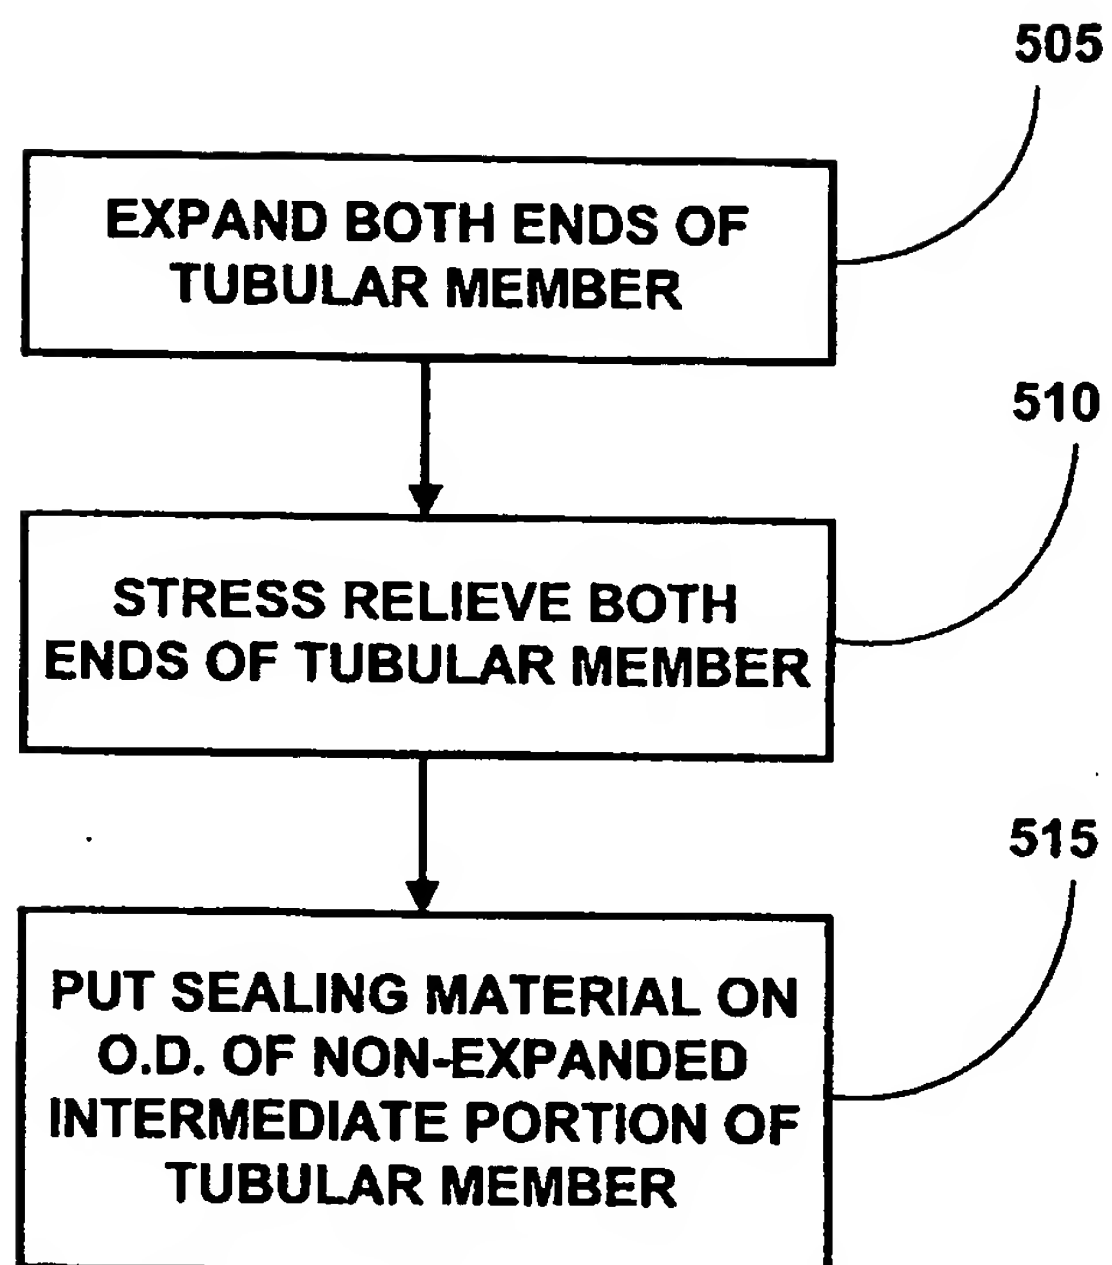 505
EXPAND BOTH ENDS OF
TUBULAR MEMBER
510
STRESS RELIEVE BOTH
ENDS OF TUBULAR MEMBER
515
PUT SEALING MATERIAL ON
O.D. OF NON-EXPANDED
INTERMEDIATE PORTION OF
TUBULAR MEMBER